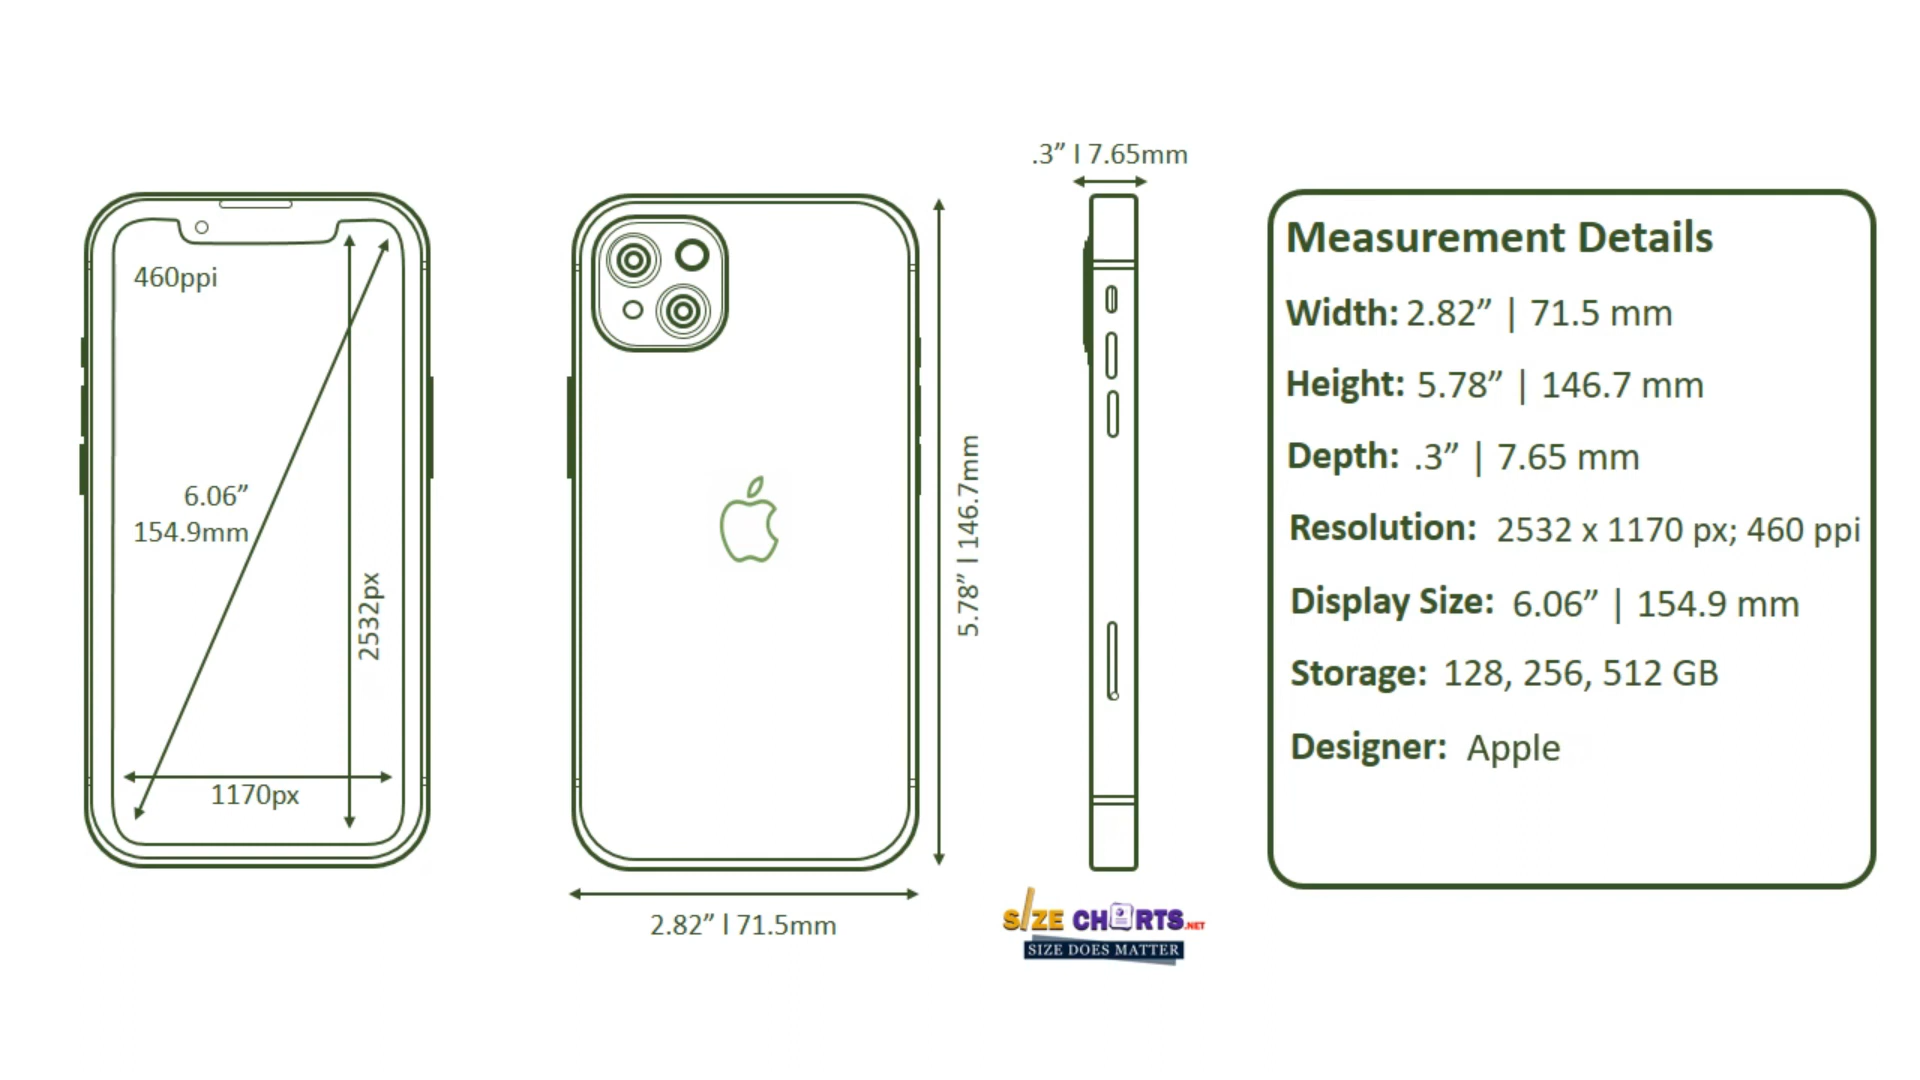 460ppi
6.06”
154.9mm
2532px
1170px
5.78” | 146.7mm
2.82” | 71.5mm
.3” | 7.65mm
SIZE CHARTS.NET
SIZE DOES MATTER
Measurement Details
Width: 2.82” | 71.5 mm
Height: 5.78” | 146.7 mm
Depth: .3” | 7.65 mm
Resolution: 2532 x 1170 px; 460 ppi
Display Size: 6.06” | 154.9 mm
Storage: 128, 256, 512 GB
Designer: Apple